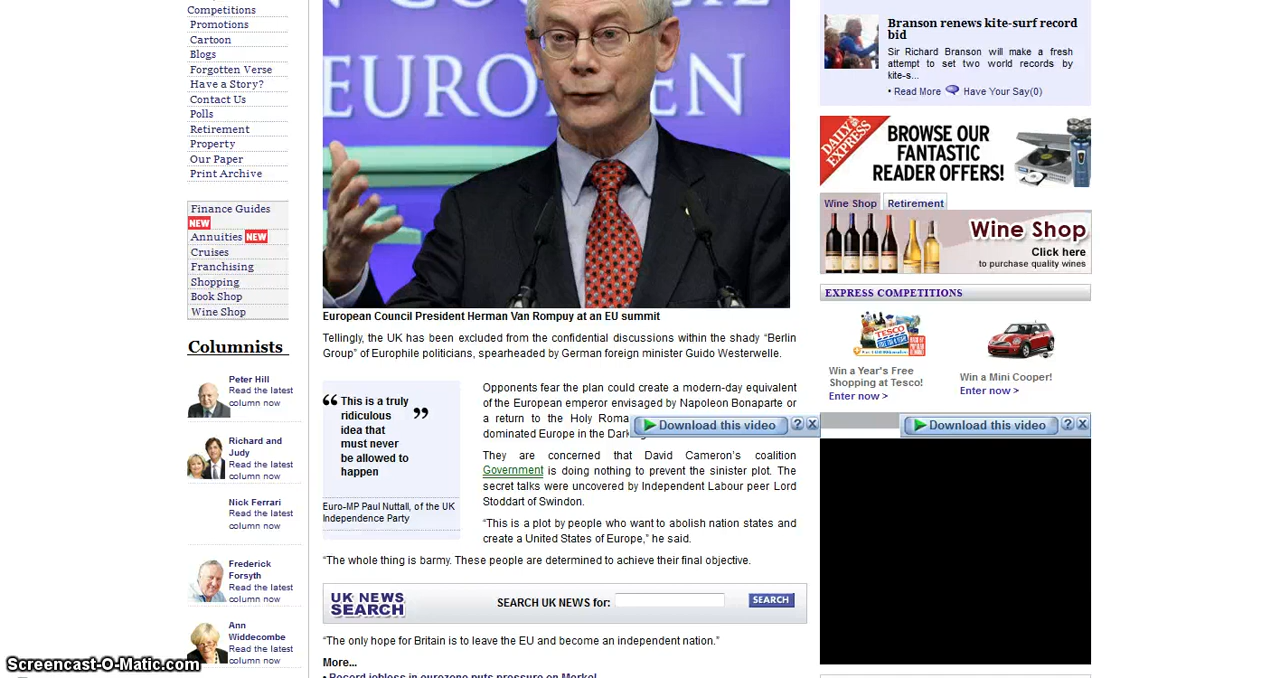 Competitions
Promotions
Cartoon
Blogs
Forgotten Verse
Have a Story?
Contact Us
Polls
Retirement
Property
Our Paper
Print Archive
Finance Guides
NEW
Annuities NEW
Cruises
Franchising
Shopping
Book Shop
Wine Shop
Columnists
Peter Hill
Read the latest
column now
Richard and
Judy
Read the latest
column now
Nick Ferrari
Read the latest
column now
Frederick
Forsyth
Read the latest
column now
Ann
Widdecombe
Read the latest
column now
Screencast-O-Matic.com
EUROPEAN
European Council President Herman Van Rompuy at an EU summit
Tellingly, the UK has been excluded from the confidential discussions within the shady “Berlin
Group” of Europhile politicians, spearheaded by German foreign minister Guido Westerwelle.
“ This is a truly ”
ridiculous
idea that
must never
be allowed to
happen
Euro-MP Paul Nuttall, of the UK
Independence Party
Opponents fear the plan could create a modern-day equivalent
of the European emperor envisaged by Napoleon Bonaparte or
a return to the Holy Roma
dominated Europe in the Dark
Download this video ? X
They are concerned that David Cameron’s coalition
Government is doing nothing to prevent the sinister plot. The
secret talks were uncovered by Independent Labour peer Lord
Stoddart of Swindon.
“This is a plot by people who want to abolish nation states and
create a United States of Europe,” he said.
“The whole thing is barmy. These people are determined to achieve their final objective.
UK NEWS
SEARCH
SEARCH UK NEWS for:
SEARCH
“The only hope for Britain is to leave the EU and become an independent nation.”
More...
• Record jobless in eurozone puts pressure on Merkel
Branson renews kite-surf record
bid
Sir Richard Branson will make a fresh
attempt to set two world records by
kite-s...
• Read More Have Your Say(0)
DAILY EXPRESS
BROWSE OUR
FANTASTIC
READER OFFERS!
Wine Shop Retirement
Wine Shop
Click here
to purchase quality wines
EXPRESS COMPETITIONS
TESCO
Win a Year's Free
Shopping at Tesco!
Enter now >
Win a Mini Cooper!
Enter now >
Download this video ? X